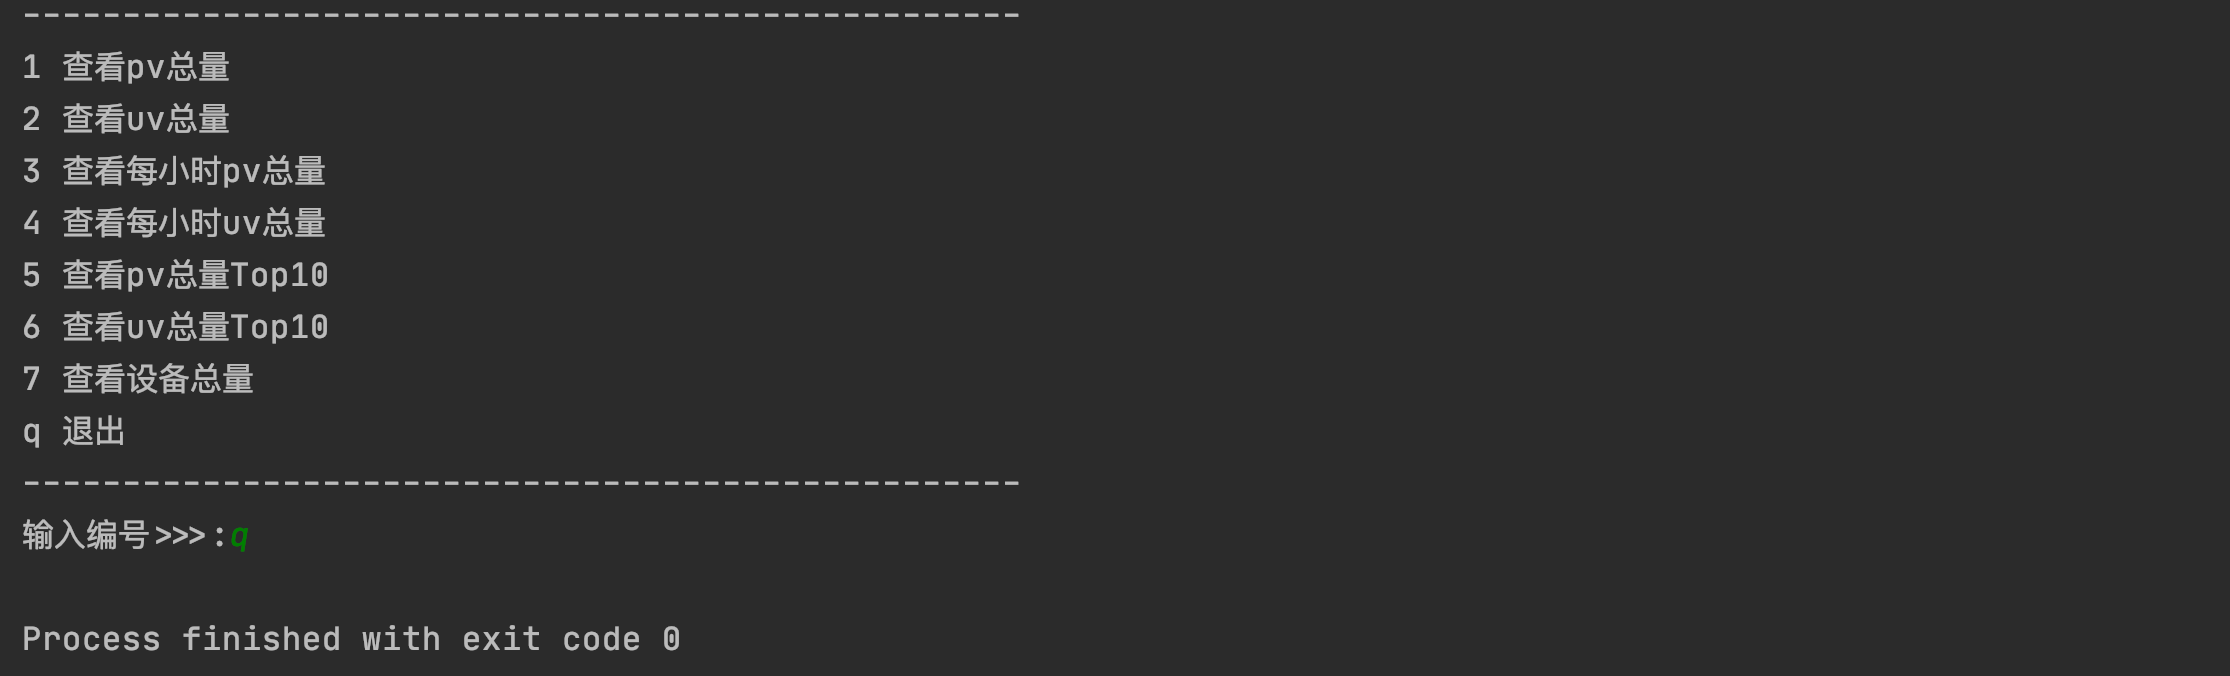 --------------------------------------------------
1 查看pv总量
2 查看uv总量
3 查看每小时pv总量
4 查看每小时uv总量
5 查看pv总量Top10
6 查看uv总量Top10
7 查看设备总量
q 退出
--------------------------------------------------
输入编号>>>:q
Process finished with exit code 0